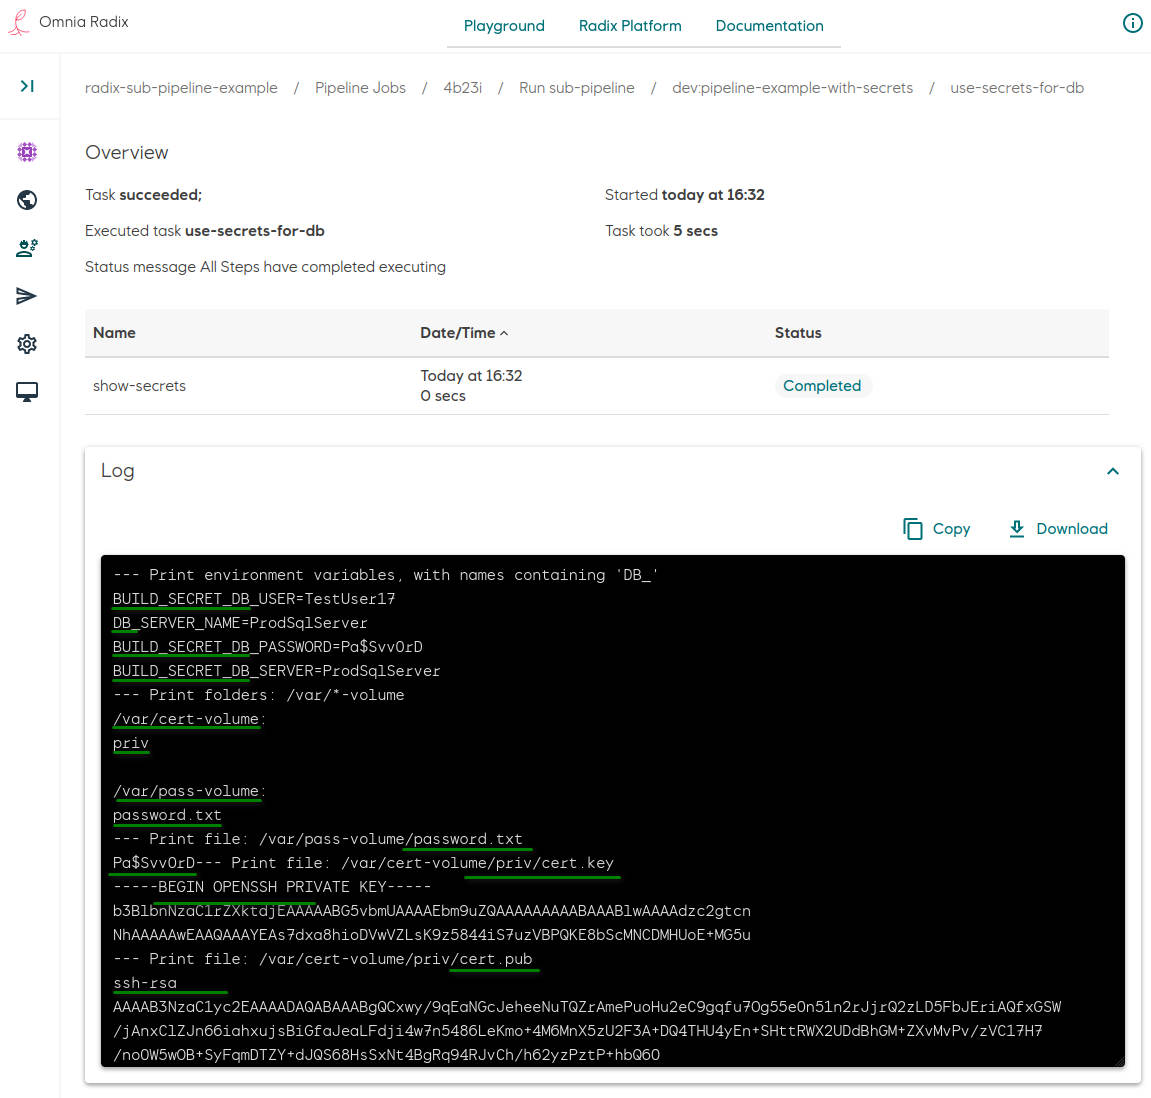 Omnia Radix
Playground
Radix Platform
Documentation
radix-sub-pipeline-example / Pipeline Jobs / 4b23i / Run sub-pipeline / dev:pipeline-example-with-secrets / use-secrets-for-db
Overview
Task succeeded;
Started today at 16:32
Executed task use-secrets-for-db
Task took 5 secs
Status message All Steps have completed executing
Name Date/Time Status
show-secrets
Today at 16:32
0 secs
Completed
Log
Copy
Download
--- Print environment variables, with names containing 'DB_'
BUILD_SECRET_DB_USER=TestUser17
DB_SERVER_NAME=ProdSqlServer
BUILD_SECRET_DB_PASSWORD=Pa$Svv0rD
BUILD_SECRET_DB_SERVER=ProdSqlServer
--- Print folders: /var/*-volume
/var/cert-volume:
priv
/var/pass-volume:
password.txt
--- Print file: /var/pass-volume/password.txt
Pa$Svv0rD--- Print file: /var/cert-volume/priv/cert.key
-----BEGIN OPENSSH PRIVATE KEY-----
b3BlbnNzaC1rZXktdjEAAAAABG5vbmUAAAAEbm9uZQAAAAAAAAABAAABlwAAAAdzc2gtcn
NhAAAAAwEAAQAAAYEAs7dxa8hioDVwVZLsK9z5844iS7uzVBPQKE8bScMNCDMHUoE+MG5u
--- Print file: /var/cert-volume/priv/cert.pub
ssh-rsa
AAAAB3NzaC1yc2EAAAADAQABAAABgQCxwy/9qEaNGcJeheeNuTQZrAmePuoHu2eC9gqfu7Og55eOn51n2rJjrQ2zLD5FbJEriAQfxGSW
/jAnxClZJn66iahxujsBiGfaJeaLFdji4w7n5486LeKmo+4M6MnX5zU2F3A+DQ4THU4yEn+SHttRWX2UDdBhGM+ZXvMvPv/zVC17H7
/noOW5wOB+SyFqmDTZY+dJQS68HsSxNt4BgRq94RJvCh/h62yzPztP+hbQ6O